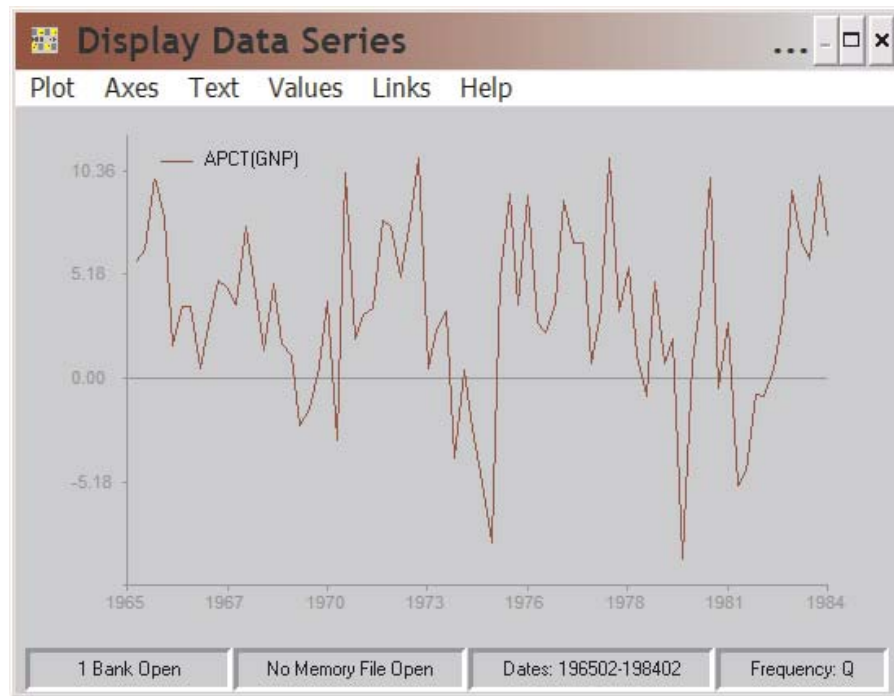 Display Data Series ...
Plot Axes Text Values Links Help
APCT(GNP)
10.36
5.18
0.00
-5.18
1965 1967 1970 1973 1976 1978 1981 1984
1 Bank Open No Memory File Open Dates: 196502-198402 Frequency: Q